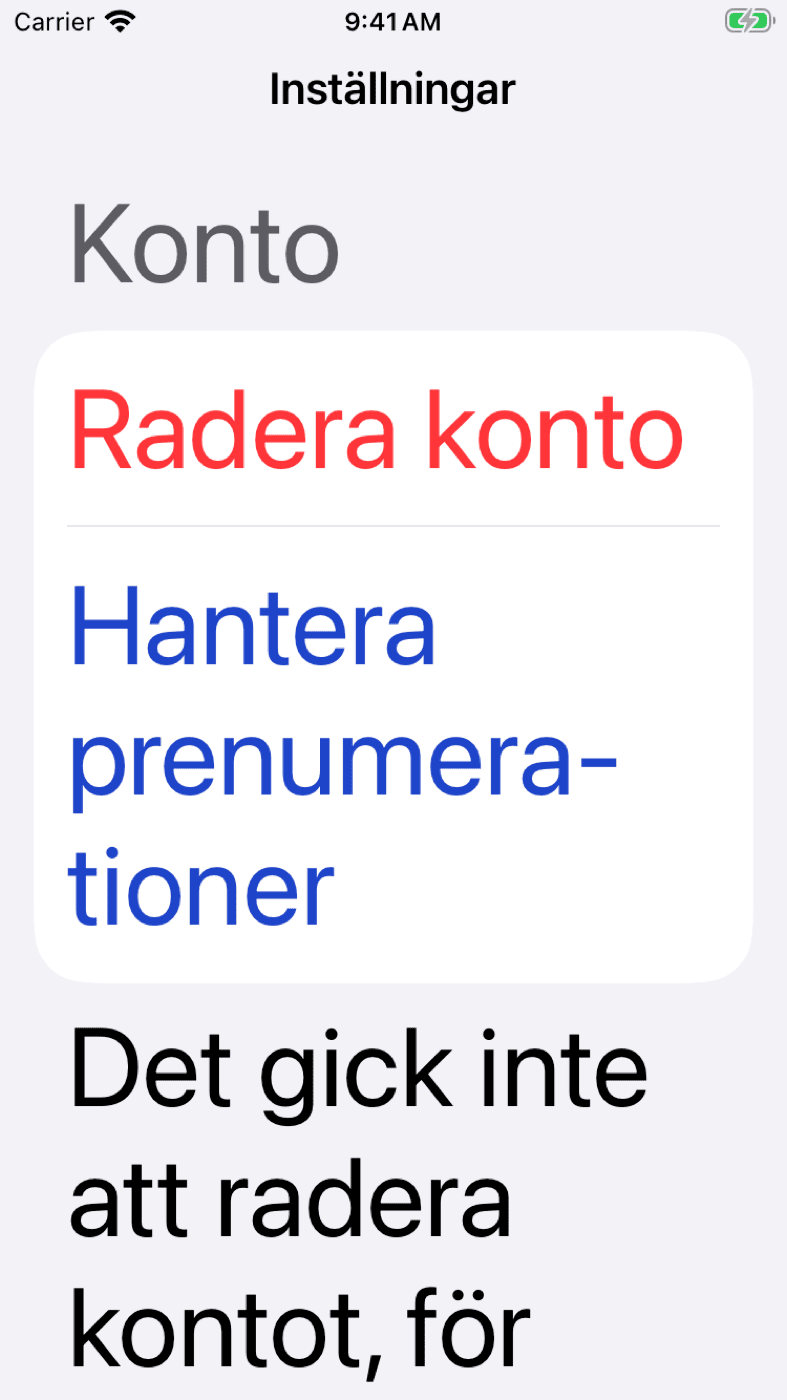 Carrier 9:41 AM
Inställningar
Konto
Radera konto
Hantera
prenumera-
tioner
Det gick inte
att radera
kontot, för